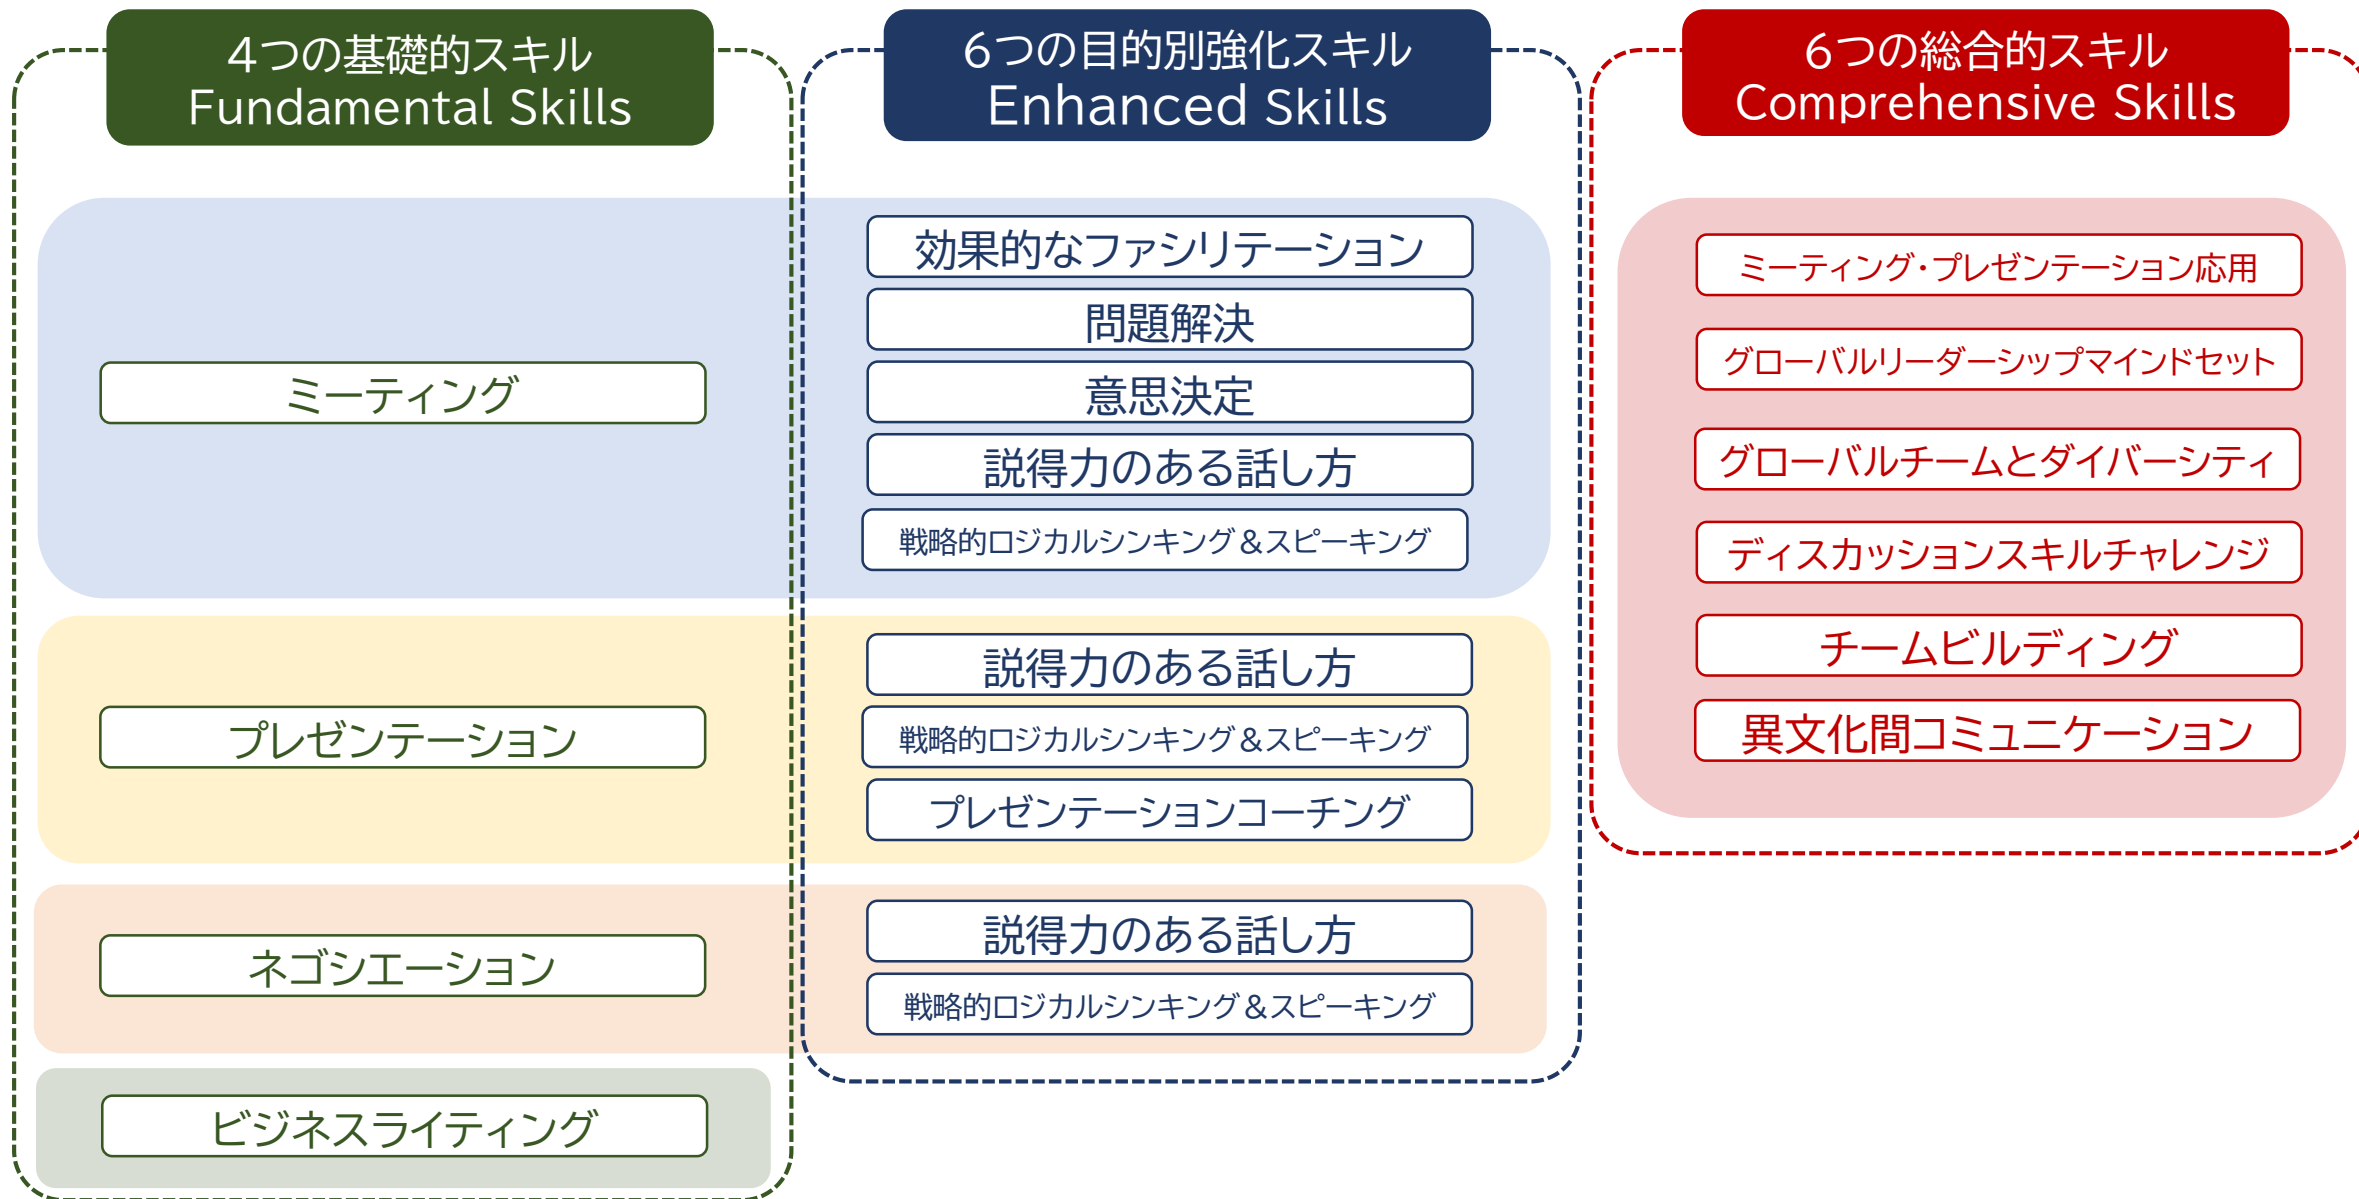 4つの基礎的スキル
Fundamental Skills
ミーティング
プレゼンテーション
ネゴシエーション
ビジネスライティング
6つの目的別強化スキル
Enhanced Skills
効果的なファシリテーション
問題解決
意思決定
説得力のある話し方
戦略的ロジカルシンキング&スピーキング
説得力のある話し方
戦略的ロジカルシンキング&スピーキング
プレゼンテーションコーチング
説得力のある話し方
戦略的ロジカルシンキング&スピーキング
6つの総合的スキル
Comprehensive Skills
ミーティング・プレゼンテーション応用
グローバルリーダーシップマインドセット
グローバルチームとダイバーシティ
ディスカッションスキルチャレンジ
チームビルディング
異文化間コミュニケーション